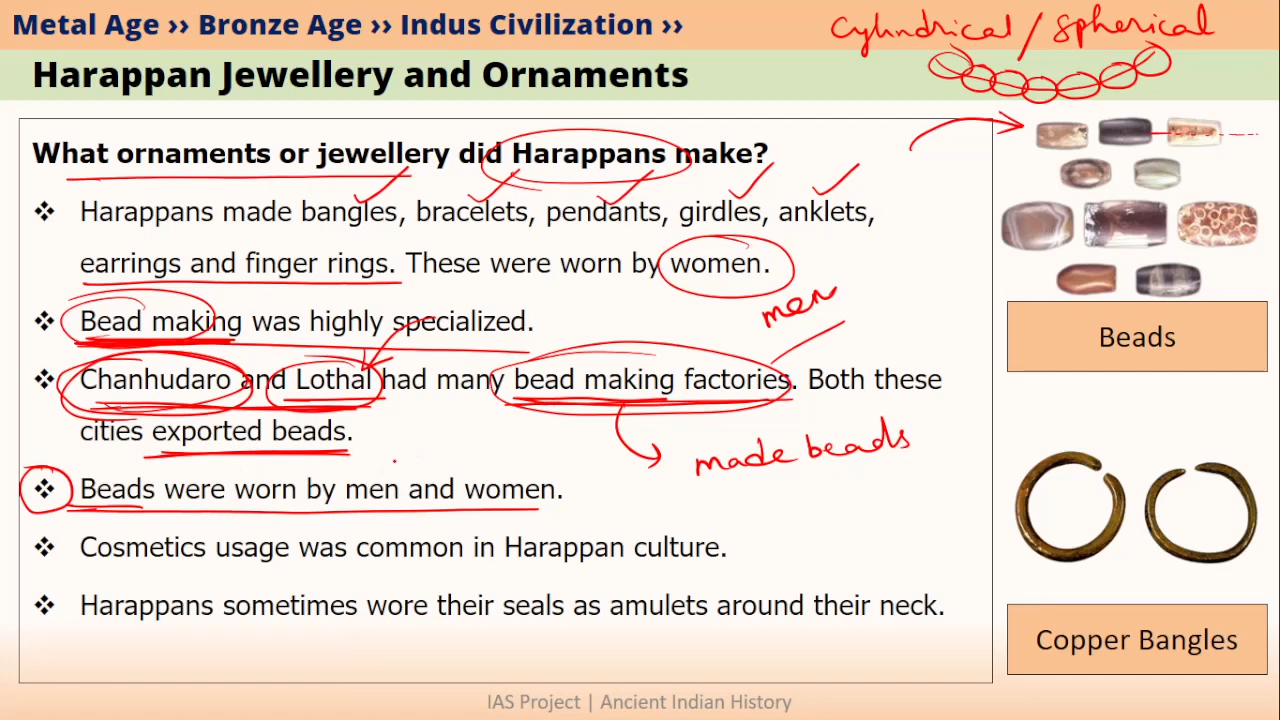 Metal Age ›› Bronze Age ›› Indus Civilization ››
cylindrical / spherical
Harappan Jewellery and Ornaments
What ornaments or jewellery did Harappans make?
❖ Harappans made bangles, bracelets, pendants, girdles, anklets,
earrings and finger rings. These were worn by women.
❖ Bead making was highly specialized.
men
❖ Chanhudaro and Lothal had many bead making factories. Both these
cities exported beads.
made beads
❖ Beads were worn by men and women.
❖ Cosmetics usage was common in Harappan culture.
❖ Harappans sometimes wore their seals as amulets around their neck.
Beads
Copper Bangles
IAS Project | Ancient Indian History